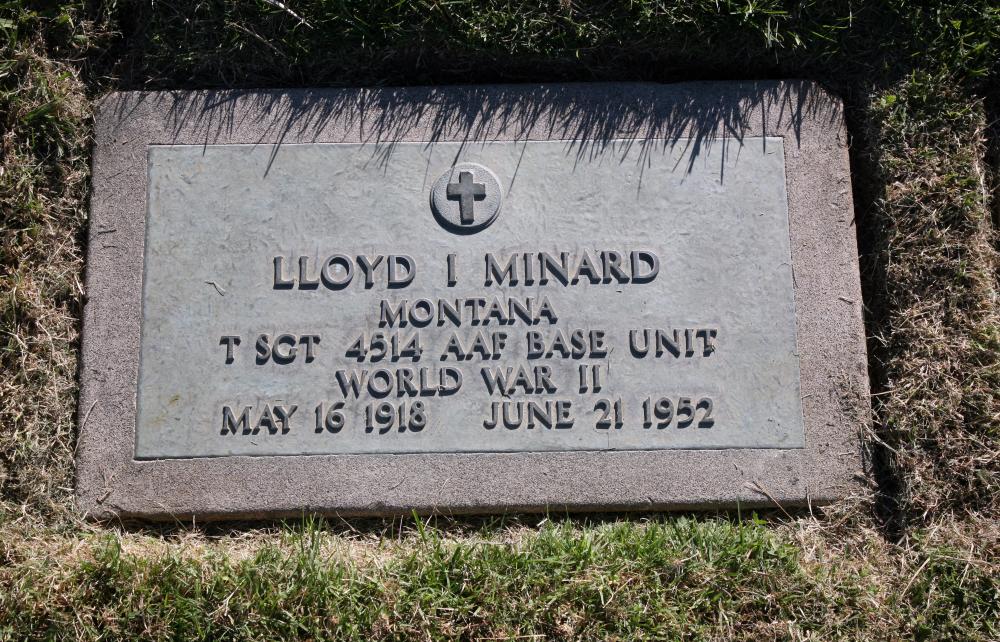 LLOYD I MINARD
MONTANA
T SGT 4514 AAF BASE UNIT
WORLD WAR II
MAY 16 1918 JUNE 21 1952